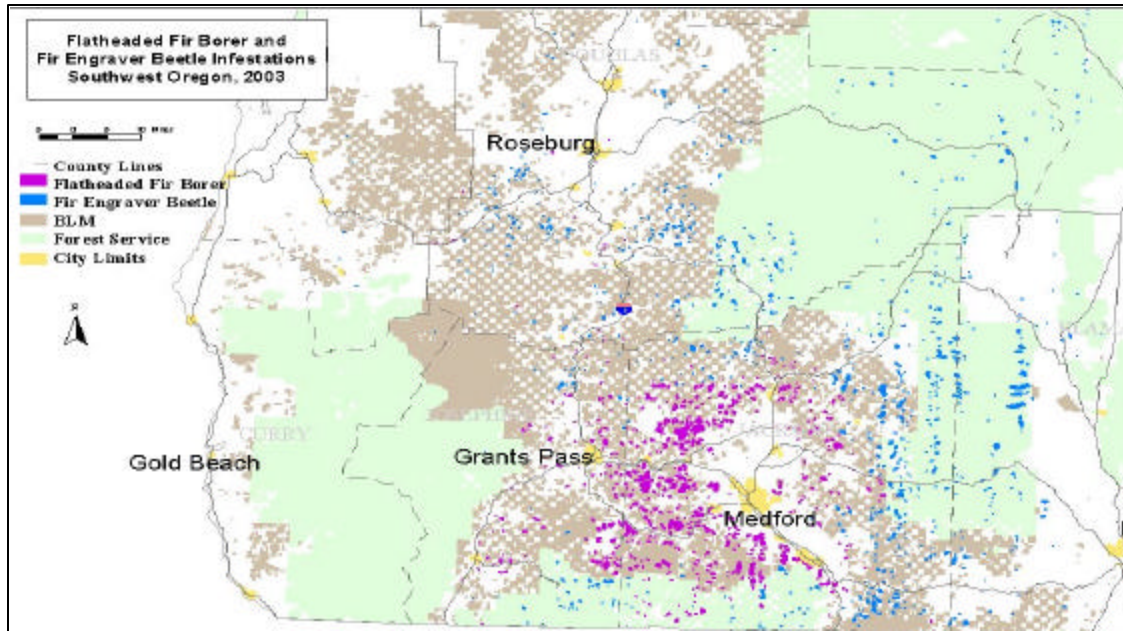 Flatheaded Fir Borer and
Fir Engraver Beetle Infestations
Southwest Oregon, 2003
County Lines
Flatheaded Fir Borer
Fir Engraver Beetle
BLM
Forest Service
City Limits
Roseburg
CURRY
Gold Beach
Grants Pass
Medford